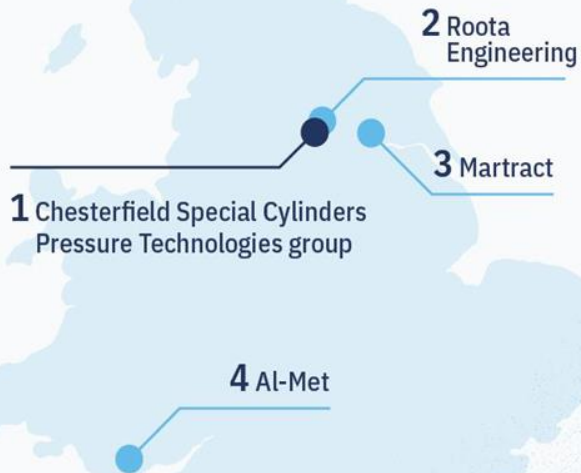 2 Roota
Engineering
3 Martract
1 Chesterfield Special Cylinders
Pressure Technologies group
4 Al-Met